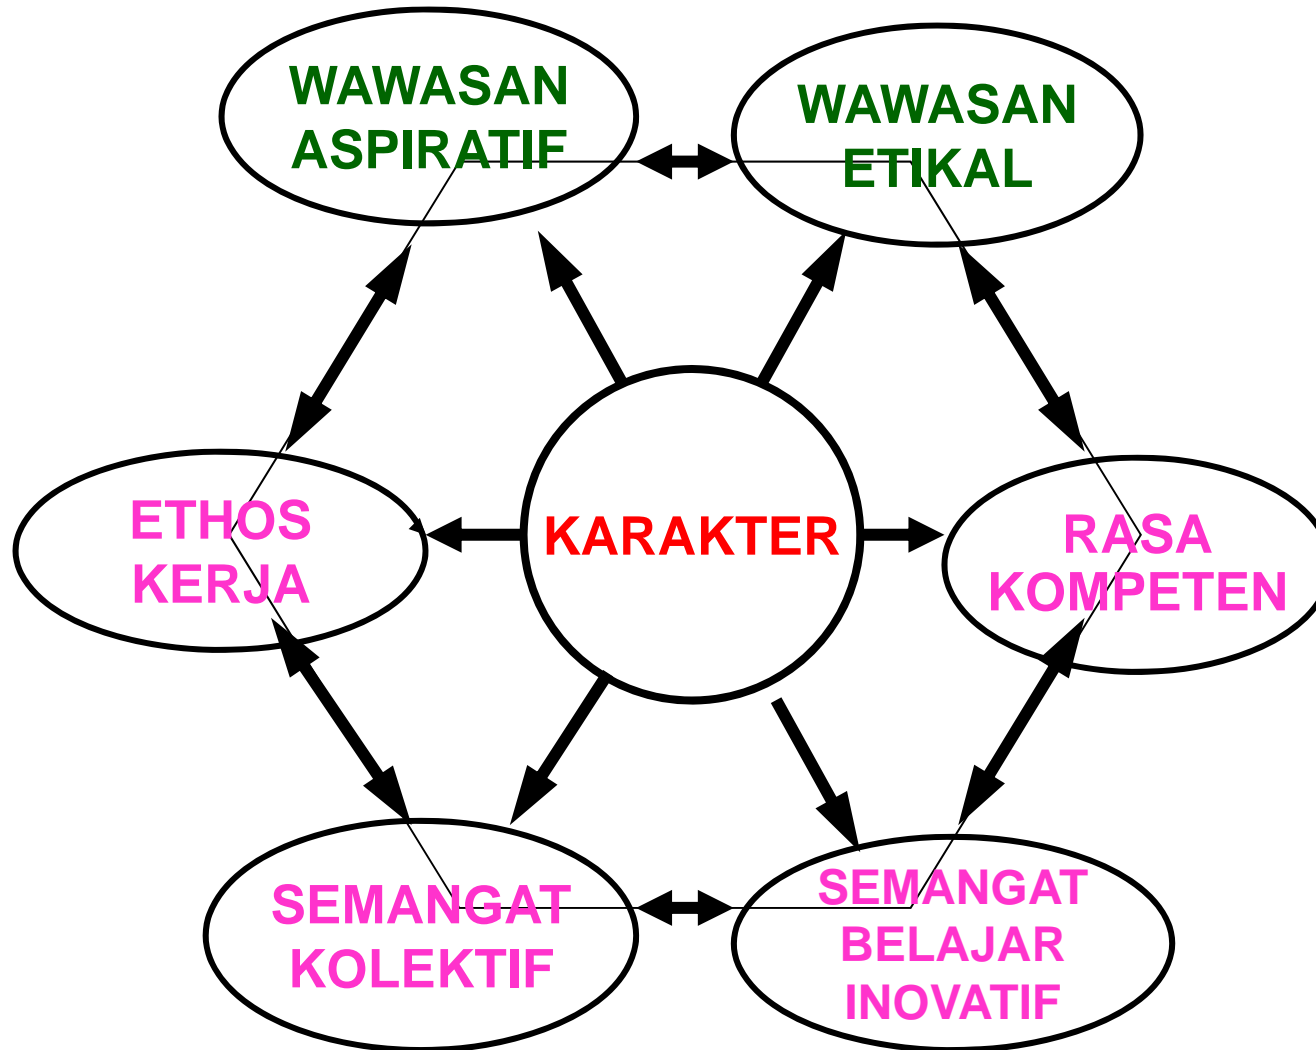 WAWASAN
ASPIRATIF
WAWASAN
ETIKAL
ETHOS
KERJA
KARAKTER
RASA
KOMPETEN
SEMANGAT
KOLEKTIF
SEMANGAT
BELAJAR
INOVATIF